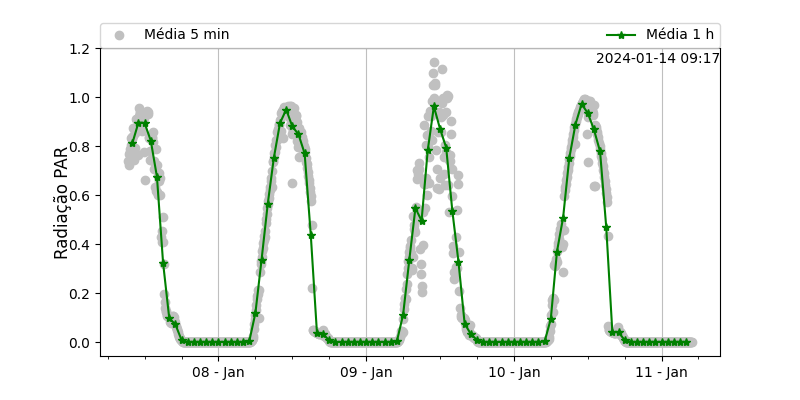 Média 5 min
Média 1 h
2024-01-14 09:17
Radiação PAR
1.2
1.0
0.8
0.6
0.4
0.2
0.0
08 - Jan
09 - Jan
10 - Jan
11 - Jan